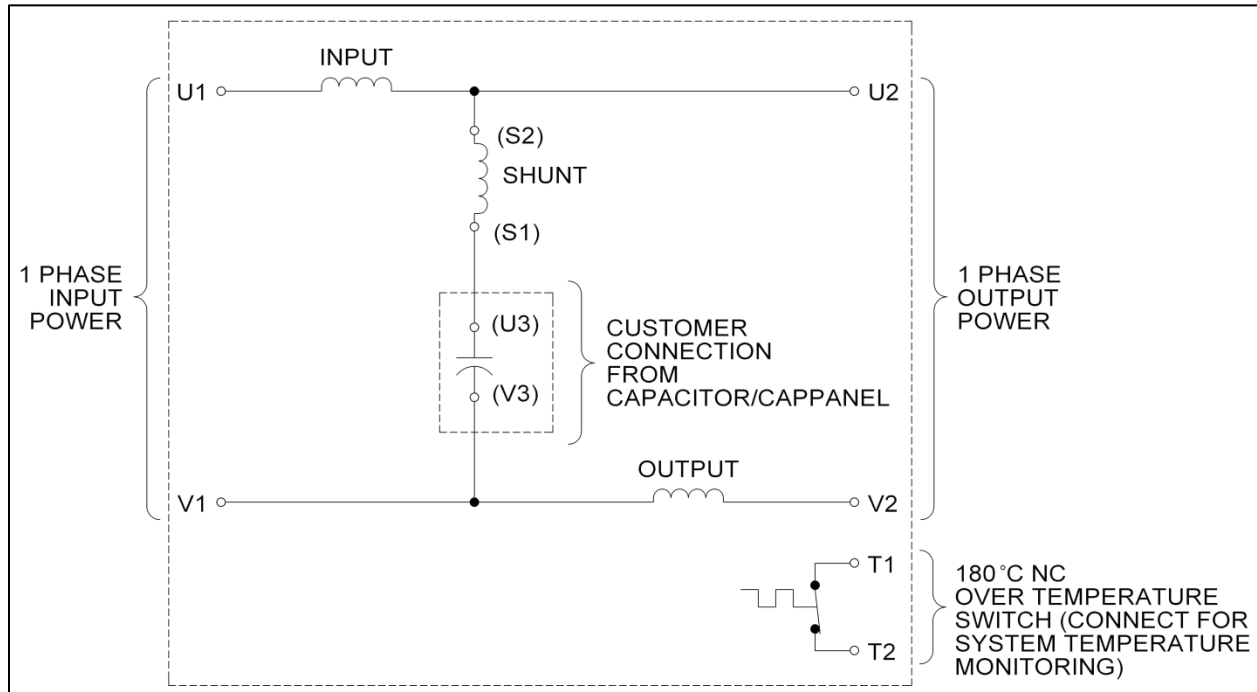 INPUT
U1
U2
(S2)
SHUNT
(S1)
1 PHASE
INPUT
POWER
1 PHASE
OUTPUT
POWER
(U3)
(V3)
CUSTOMER
CONNECTION
FROM
CAPACITOR/CAPPANEL
OUTPUT
V1
V2
T1
T2
180°C NC
OVER TEMPERATURE
SWITCH (CONNECT FOR
SYSTEM TEMPERATURE
MONITORING)